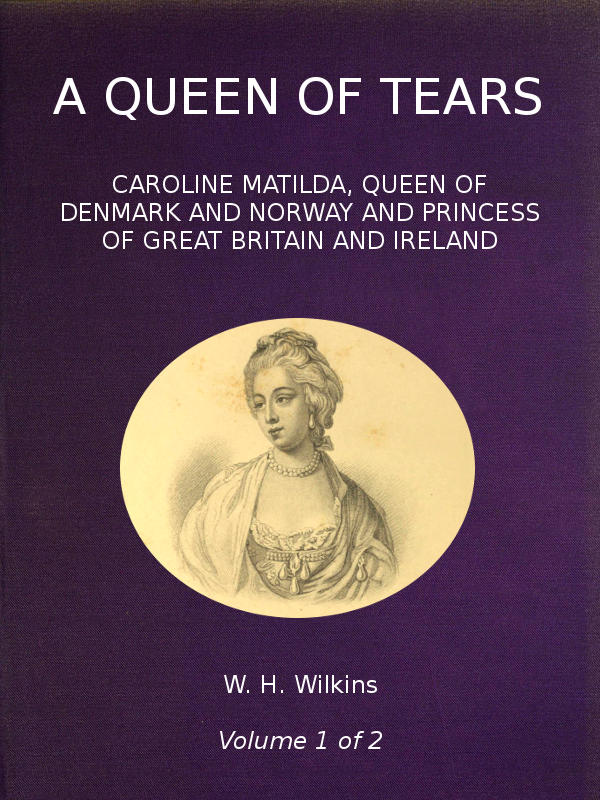 A QUEEN OF TEARS
CAROLINE MATILDA, QUEEN OF
DENMARK AND NORWAY AND PRINCESS
OF GREAT BRITAIN AND IRELAND
W. H. Wilkins
Volume 1 of 2